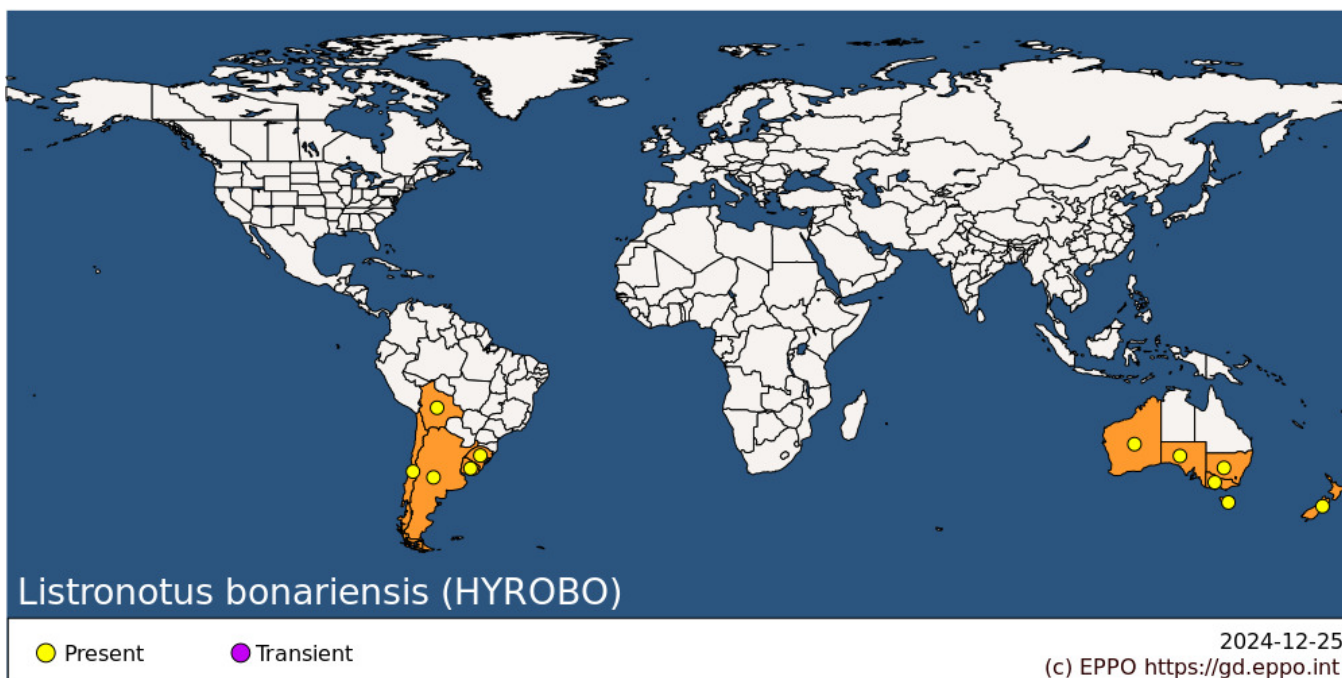 Listronotus bonariensis (HYROBO)
Present
Transient
2024-12-25
(c) EPPO https://gd.eppo.int